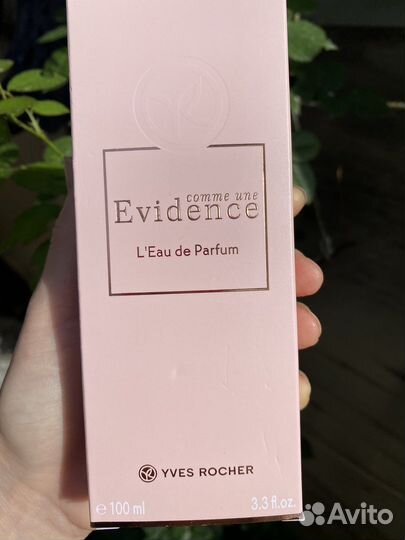 comme une
Evidence
L'Eau de Parfum
YVES ROCHER
e 100 ml 3.3 fl.oz.
Avito